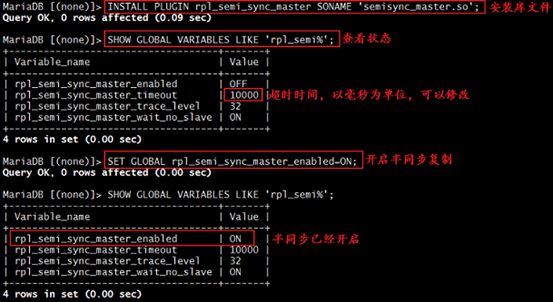 MariaDB [(none)]> INSTALL PLUGIN rpl_semi_sync_master SONAME 'semisync_master.so'; 安装库文件
Query OK, 0 rows affected (0.09 sec)
MariaDB [(none)]> SHOW GLOBAL VARIABLES LIKE 'rpl_semi%'; 查看状态
+------------------------------------+-------+
| Variable_name | Value |
+------------------------------------+-------+
| rpl_semi_sync_master_enabled | OFF |
| rpl_semi_sync_master_timeout | 10000 | 超时时间，以毫秒为单位，可以修改
| rpl_semi_sync_master_trace_level | 32 |
| rpl_semi_sync_master_wait_no_slave | ON |
+------------------------------------+-------+
4 rows in set (0.00 sec)
MariaDB [(none)]> SET GLOBAL rpl_semi_sync_master_enabled=ON; 开启半同步复制
Query OK, 0 rows affected (0.00 sec)
MariaDB [(none)]> SHOW GLOBAL VARIABLES LIKE 'rpl_semi%';
+------------------------------------+-------+
| Variable_name | Value |
+------------------------------------+-------+
| rpl_semi_sync_master_enabled | ON | 半同步已经开启
| rpl_semi_sync_master_timeout | 10000 |
| rpl_semi_sync_master_trace_level | 32 |
| rpl_semi_sync_master_wait_no_slave | ON |
+------------------------------------+-------+
4 rows in set (0.00 sec)